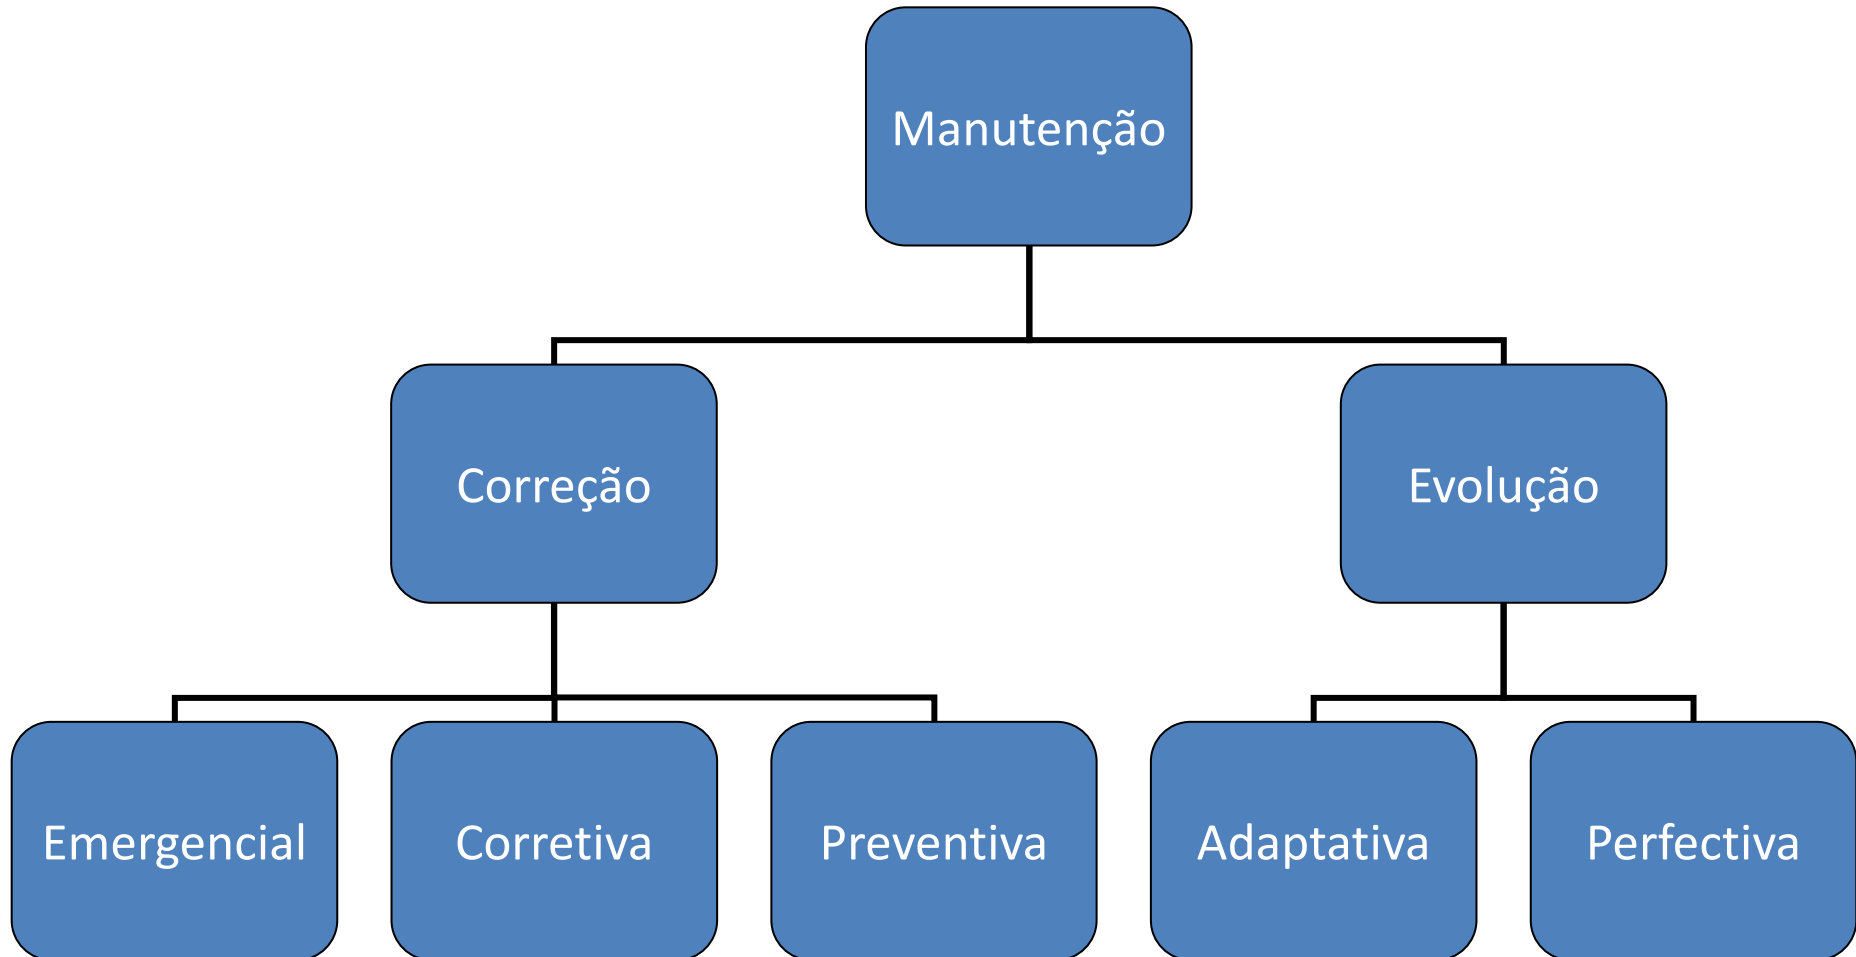 Manutenção
Correção
Evolução
Emergencial
Corretiva
Preventiva
Adaptativa
Perfectiva